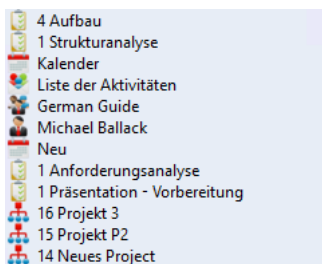 4 Aufbau
1 Strukturanalyse
Kalender
Liste der Aktivitäten
German Guide
Michael Ballack
Neu
1 Anforderungsanalyse
1 Präsentation - Vorbereitung
16 Projekt 3
15 Projekt P2
14 Neues Project